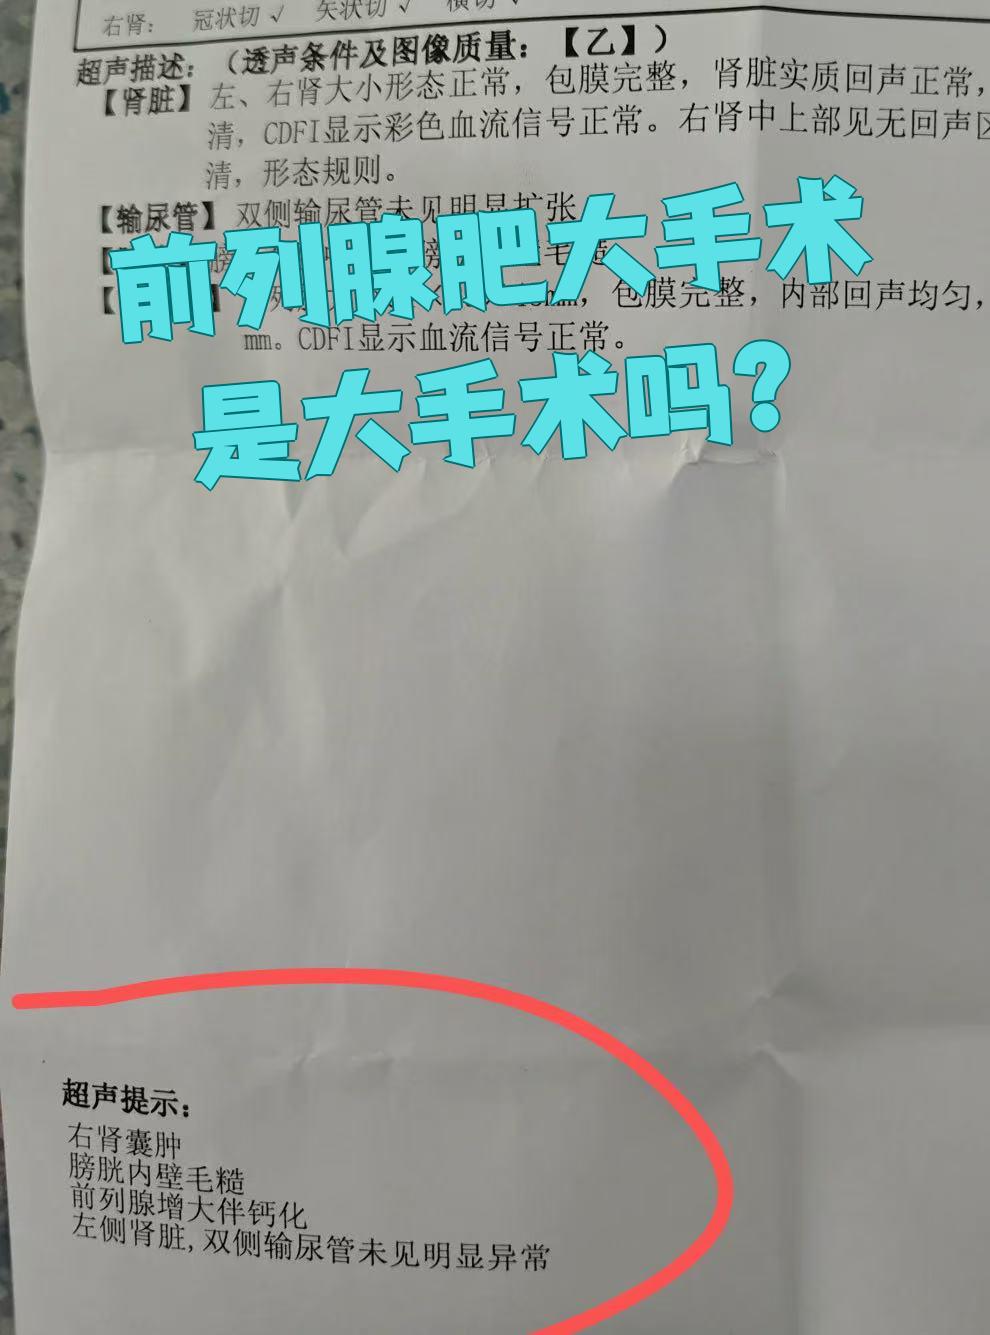 右肾: 冠状切√ 矢状切√ 横切√
超声描述: (透声条件及图像质量:【乙】)
【肾脏】左、右肾大小形态正常，包膜完整，肾脏实质回声正常，
清，CDFI显示彩色血流信号正常。右肾中上部见无回声区
清，形态规则。
【输尿管】双侧输尿管未见明显扩张
前列腺肥大手术
毛糙
mm，包膜完整，内部回声均匀，
mm。CDFI显示血流信号正常。
是大手术吗？
超声提示:
右肾囊肿
膀胱内壁毛糙
前列腺增大伴钙化
左侧肾脏,双侧输尿管未见明显异常